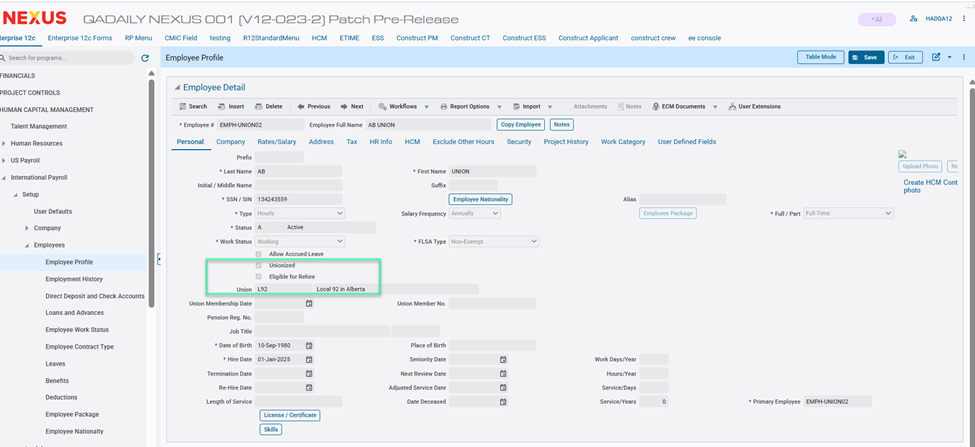 NEXUS QADAILY NEXUS 001 (V12-023-2) Patch Pre-Release AI HADQA12
terprise 12c Enterprise 12c Forms RP Menu CMiC Field testing R12StandardMenu HCM ETIME ESS Construct PM Construct CT Construct ESS Construct Applicant construct crew ee console
Search for programs...
Employee Profile Table Mode Save Exit
FINANCIALS
PROJECT CONTROLS
HUMAN CAPITAL MANAGEMENT
Talent Management
Human Resources
US Payroll
International Payroll
Setup
User Defaults
Company
Employees
Employee Profile
Employment History
Direct Deposit and Check Accounts
Loans and Advances
Employee Work Status
Employee Contract Type
Leaves
Benefits
Deductions
Employee Package
Employee Nationalty
Employee Detail
Search Insert Delete Previous Next Workflows Report Options Import Attachments Notes ECM Documents User Extensions
* Employee # EMPH-UNION02 Employee Full Name AB UNION Copy Employee Notes
Personal Company Rates/Salary Address Tax HR Info HCM Exclude Other Hours Security Project History Work Category User Defined Fields
Prefix
* Last Name AB * First Name UNION Upload Photo Re
Initial / Middle Name Suffix Create HCM Cont
photo
* SSN / SIN 134243559 Employee Nationality Alias
* Type Hourly Salary Frequency Annually Employee Package * Full / Part Full-Time
* Status A Active
* Work Status Working * FLSA Type Non-Exempt
Allow Accrued Leave
Unionized
Eligible for Rehire
Union L92 Local 92 in Alberta
Union Membership Date Union Member No.
Pension Reg. No.
Job Title
* Date of Birth 10-Sep-1980 Place of Birth
* Hire Date 01-Jan-2025 Seniority Date Work Days/Year
Termination Date Next Review Date Hours/Year
Re-Hire Date Adjusted Service Date Service/Days
Length of Service Date Deceased Service/Years 0 * Primary Employee EMPH-UNION02
License / Certificate
Skills